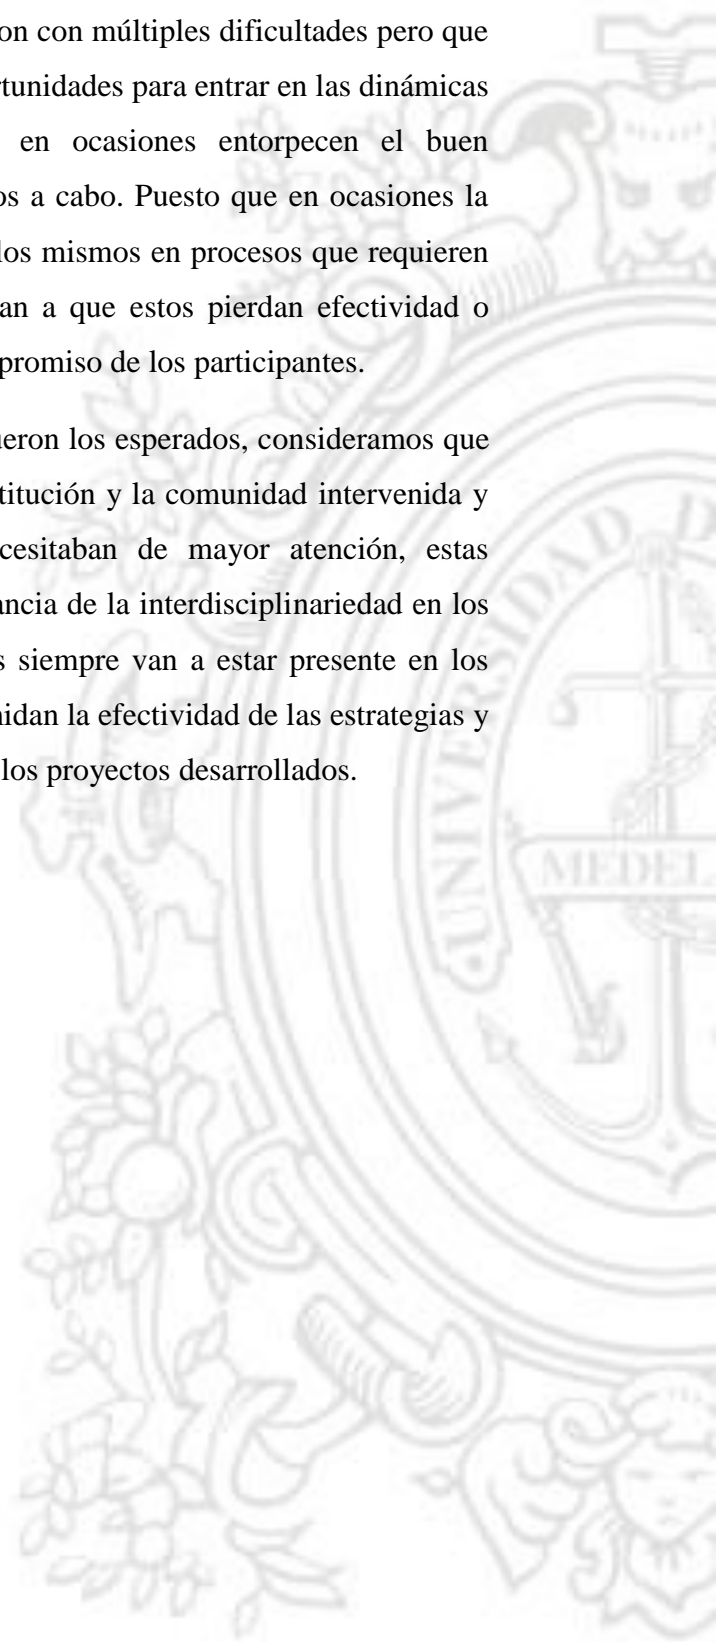 on con múltiples dificultades pero que
rtunidades para entrar en las dinámicas
en ocasiones entorpecen el buen
os a cabo. Puesto que en ocasiones la
los mismos en procesos que requieren
an a que estos pierdan efectividad o
promiso de los participantes.
ueron los esperados, consideramos que
titución y la comunidad intervenida y
cesitaban de mayor atención, estas
ancia de la interdisciplinariedad en los
s siempre van a estar presente en los
nidan la efectividad de las estrategias y
los proyectos desarrollados.
UNIVERSIDAD D
MEDEL